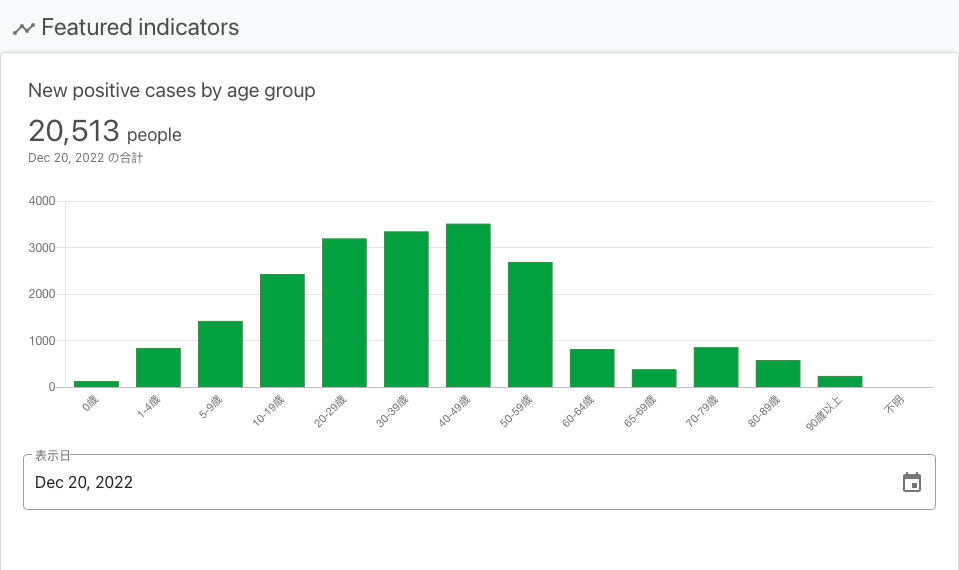 Featured indicators
New positive cases by age group
20,513 people
Dec 20, 2022 の合計
4000
3000
2000
1000
0
0歳
1-4歳
5-9歳
10-19歳
20-29歳
30-39歳
40-49歳
50-59歳
60-64歳
65-69歳
70-79歳
80-89歳
90歳以上
不明
表示日
Dec 20, 2022